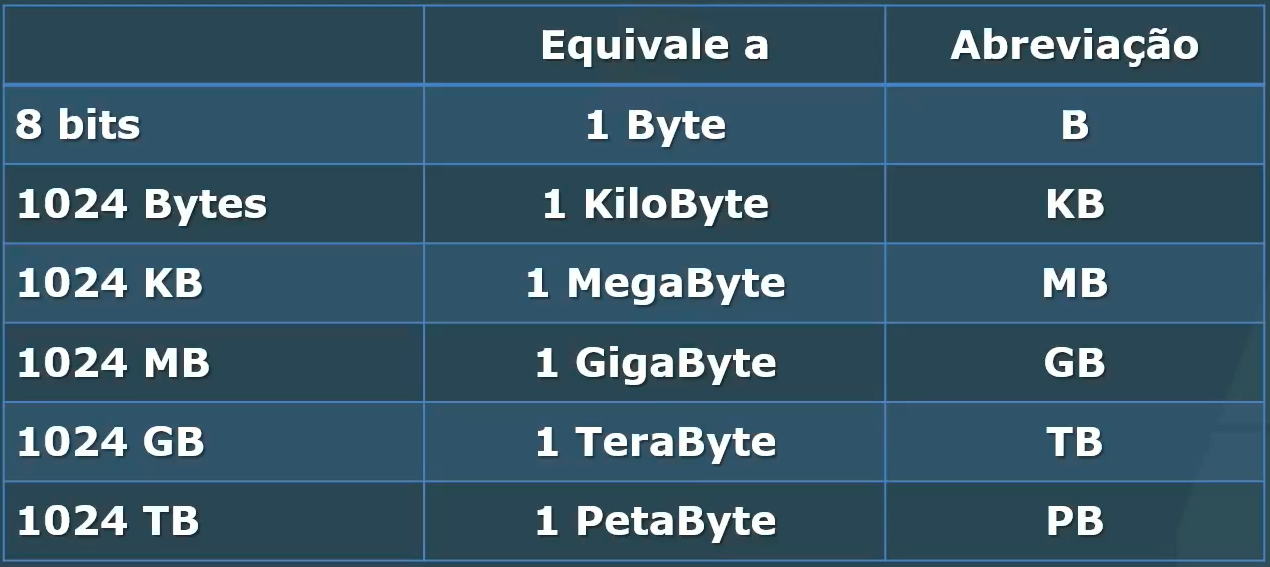 Equivale a Abreviação
8 bits 1 Byte B
1024 Bytes 1 KiloByte KB
1024 KB 1 MegaByte MB
1024 MB 1 GigaByte GB
1024 GB 1 TeraByte TB
1024 TB 1 PetaByte PB